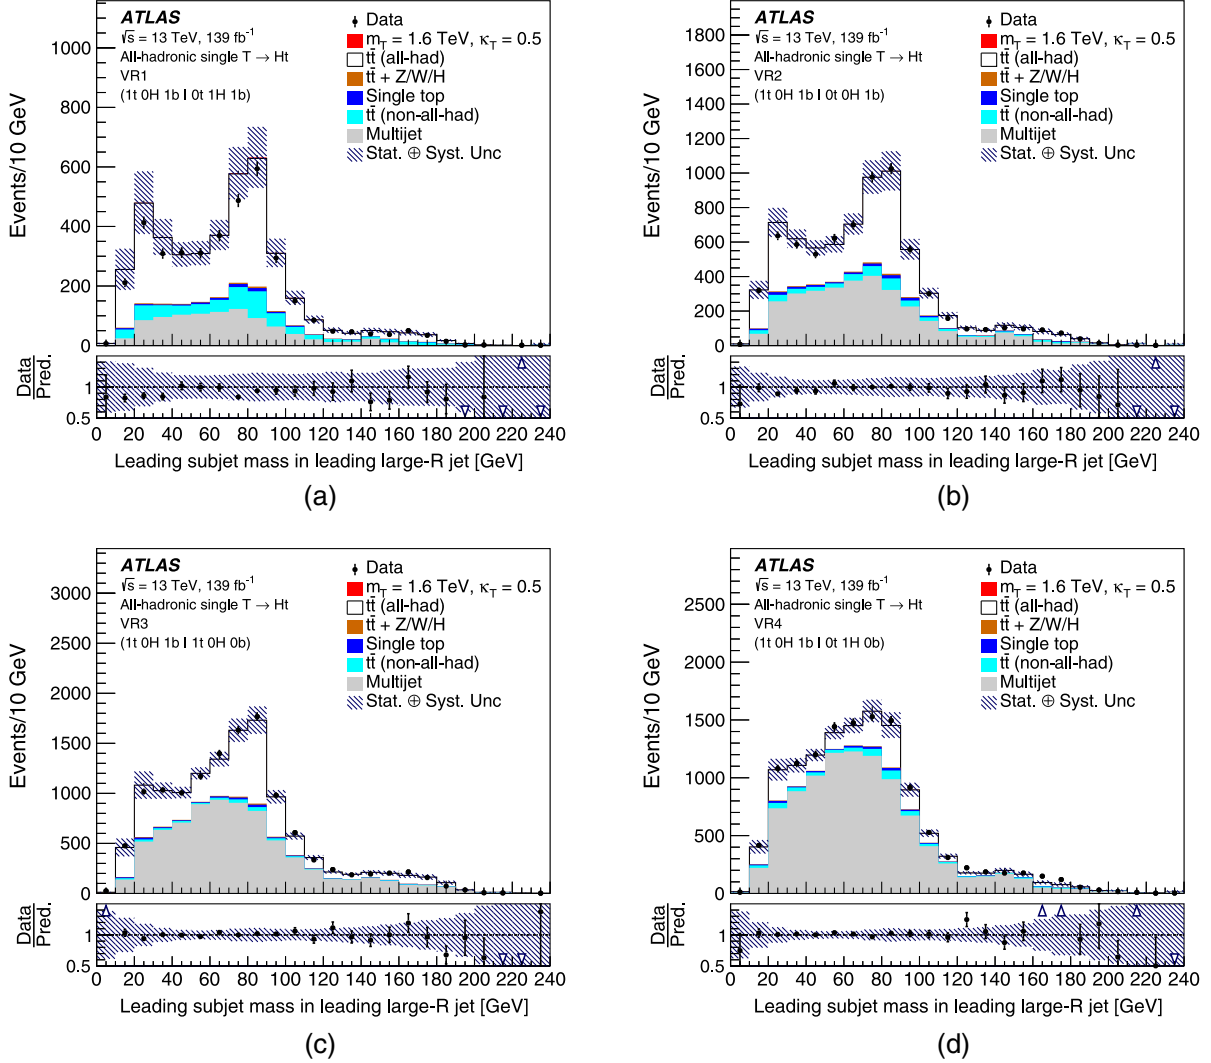 ATLAS
√s = 13 TeV, 139 fb⁻¹
All-hadronic single T → Ht
VR1
(1t 0H 1b l 0t 1H 1b)
Data
m_T = 1.6 TeV, κ_T = 0.5
tt̄ (all-had)
tt̄ + Z/W/H
Single top
tt̄ (non-all-had)
Multijet
Stat. ⊕ Syst. Unc
Events/10 GeV
1000
800
600
400
200
0
Data
Pred.
1
0.5
0 20 40 60 80 100 120 140 160 180 200 220 240
Leading subjet mass in leading large-R jet [GeV]
(a)
ATLAS
√s = 13 TeV, 139 fb⁻¹
All-hadronic single T → Ht
VR2
(1t 0H 1b l 0t 0H 1b)
Data
m_T = 1.6 TeV, κ_T = 0.5
tt̄ (all-had)
tt̄ + Z/W/H
Single top
tt̄ (non-all-had)
Multijet
Stat. ⊕ Syst. Unc
Events/10 GeV
1800
1600
1400
1200
1000
800
600
400
200
0
Data
Pred.
1
0.5
0 20 40 60 80 100 120 140 160 180 200 220 240
Leading subjet mass in leading large-R jet [GeV]
(b)
ATLAS
√s = 13 TeV, 139 fb⁻¹
All-hadronic single T → Ht
VR3
(1t 0H 1b l 1t 0H 0b)
Data
m_T = 1.6 TeV, κ_T = 0.5
tt̄ (all-had)
tt̄ + Z/W/H
Single top
tt̄ (non-all-had)
Multijet
Stat. ⊕ Syst. Unc
Events/10 GeV
3000
2500
2000
1500
1000
500
0
Data
Pred.
1
0.5
0 20 40 60 80 100 120 140 160 180 200 220 240
Leading subjet mass in leading large-R jet [GeV]
(c)
ATLAS
√s = 13 TeV, 139 fb⁻¹
All-hadronic single T → Ht
VR4
(1t 0H 1b l 0t 1H 0b)
Data
m_T = 1.6 TeV, κ_T = 0.5
tt̄ (all-had)
tt̄ + Z/W/H
Single top
tt̄ (non-all-had)
Multijet
Stat. ⊕ Syst. Unc
Events/10 GeV
2500
2000
1500
1000
500
0
Data
Pred.
1
0.5
0 20 40 60 80 100 120 140 160 180 200 220 240
Leading subjet mass in leading large-R jet [GeV]
(d)